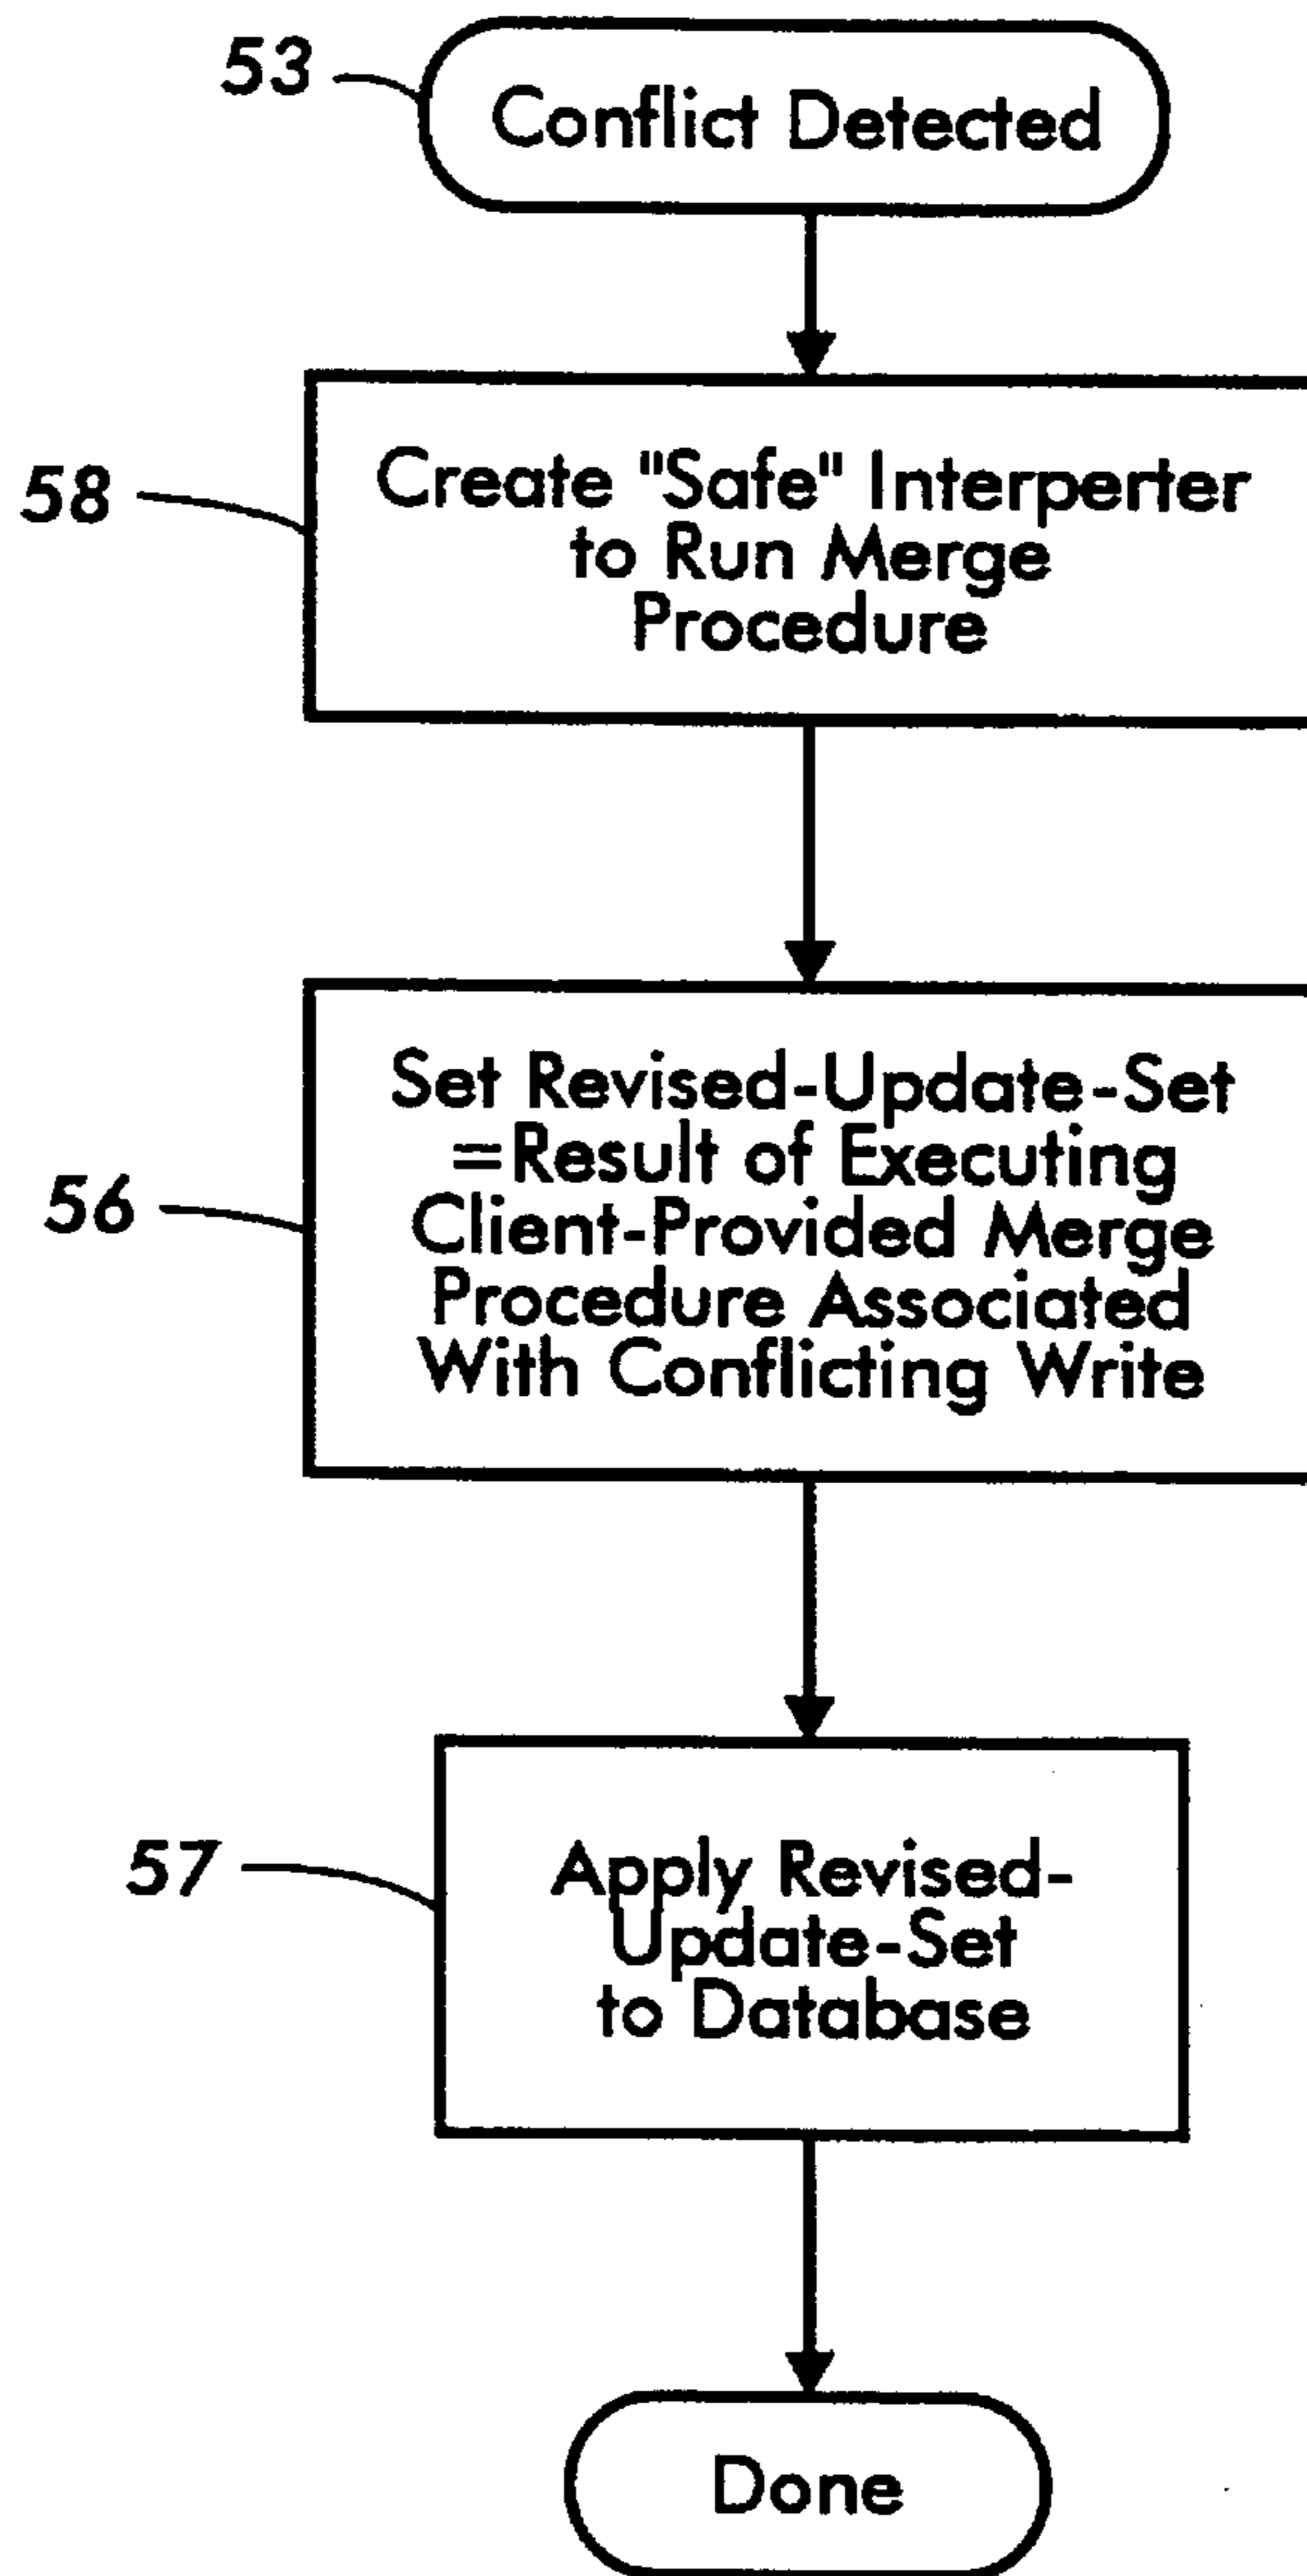 53
Conflict Detected
58
Create "Safe" Interperter
to Run Merge
Procedure
56
Set Revised-Update-Set
=Result of Executing
Client-Provided Merge
Procedure Associated
With Conflicting Write
57
Apply Revised-
Update-Set
to Database
Done